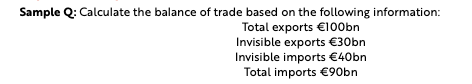 Sample Q: Calculate the balance of trade based on the following information:
Total exports €100bn
Invisible exports €30bn
Invisible imports €40bn
Total imports €90bn